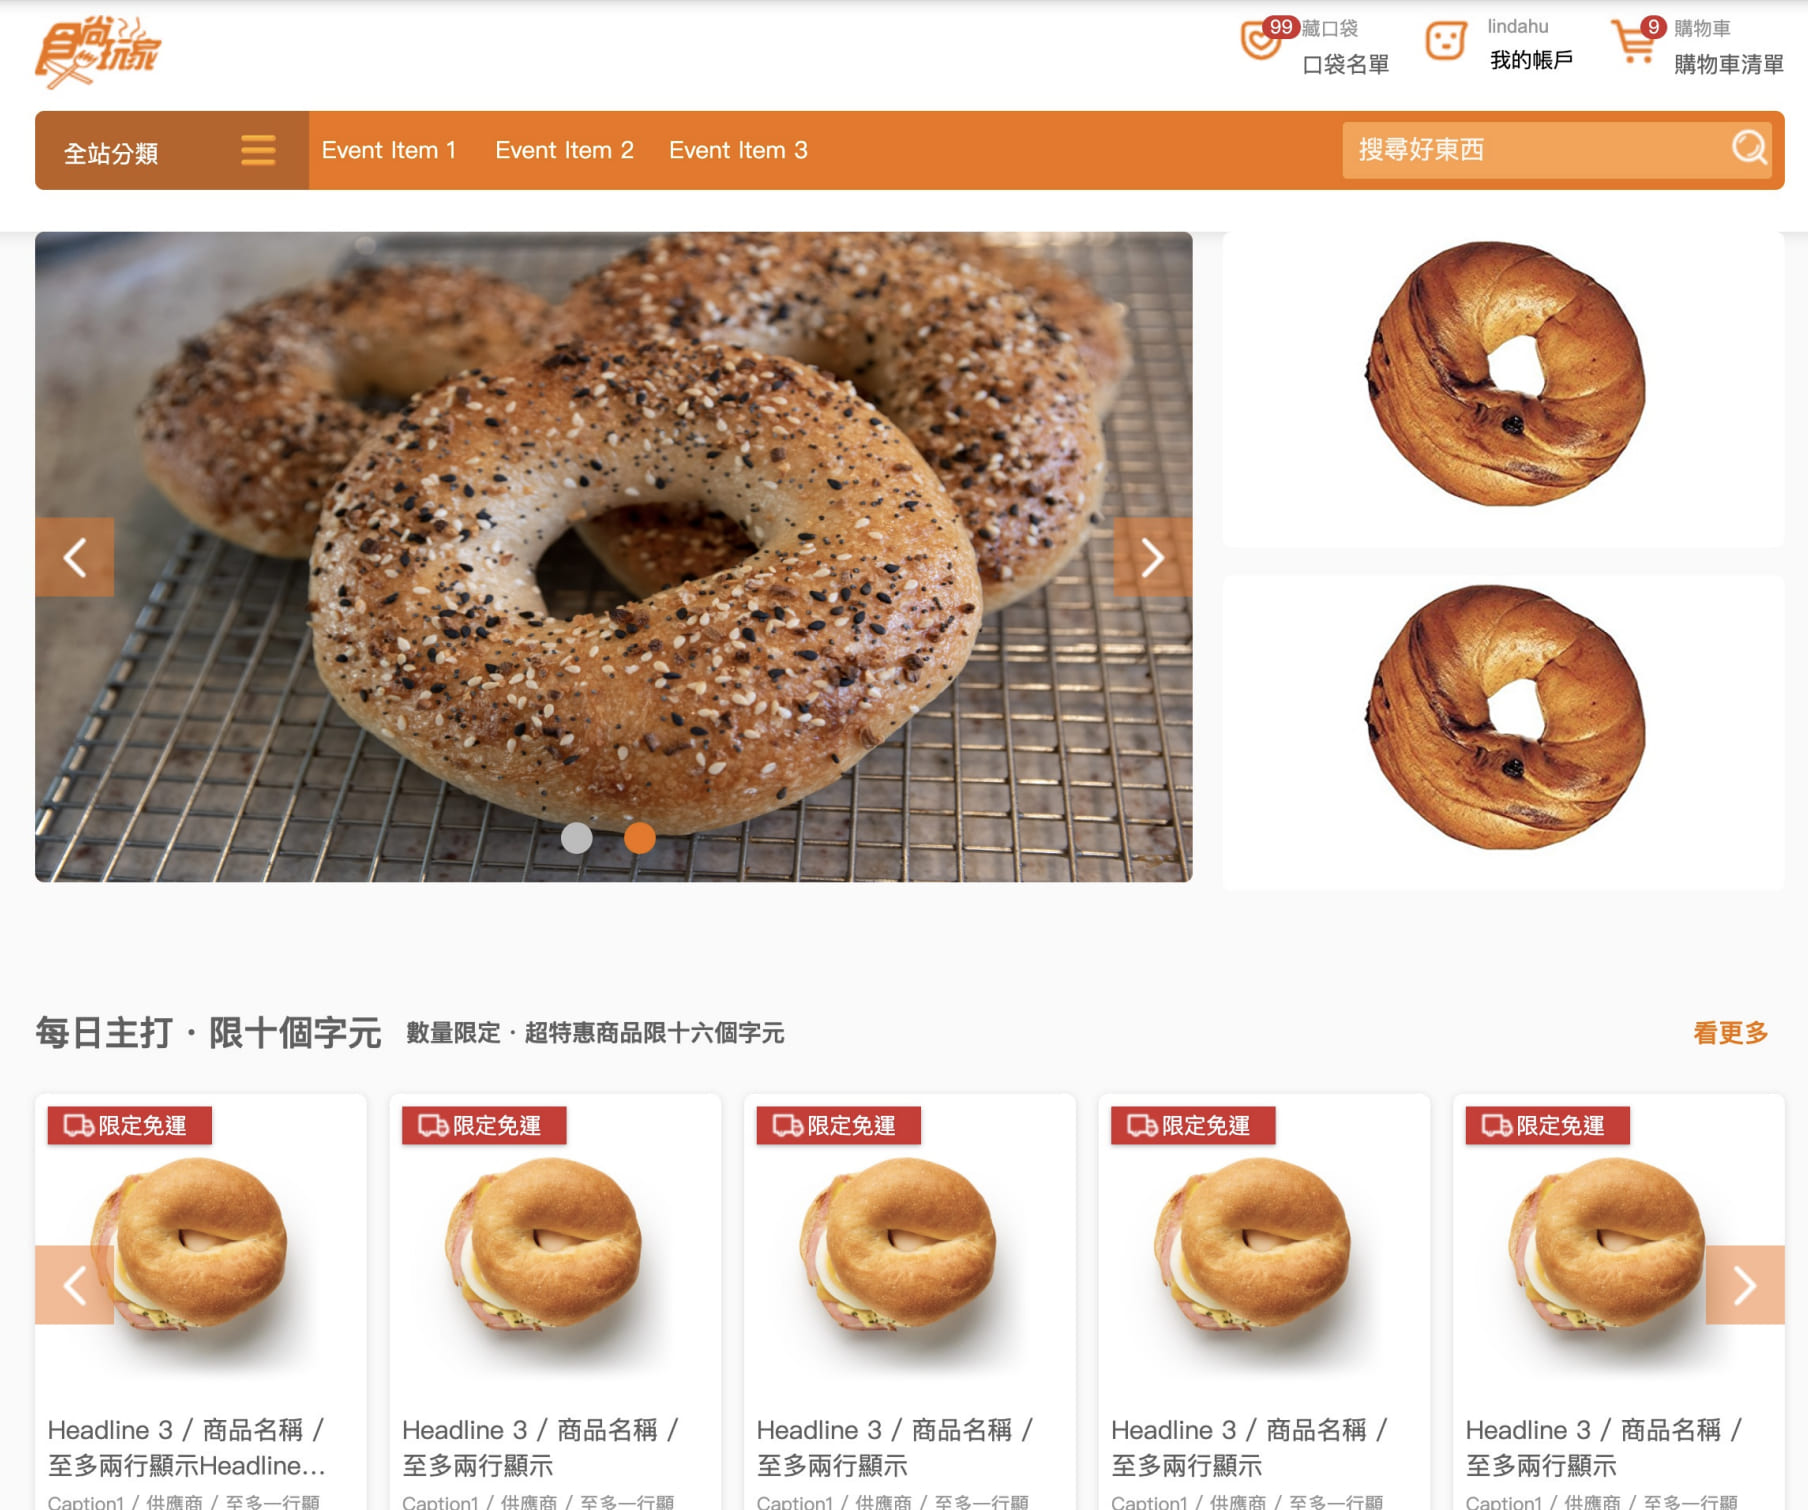 食尚玩家
99
藏口袋
口袋名單
lindahu
我的帳戶
9
購物車
購物車清單
全站分類
Event Item 1
Event Item 2
Event Item 3
搜尋好東西
每日主打·限十個字元
數量限定·超特惠商品限十六個字元
看更多
限定免運
限定免運
限定免運
限定免運
限定免運
Headline 3 / 商品名稱 /
至多兩行顯示Headline...
Caption1 / 供應商 / 至多一行顯
Headline 3 / 商品名稱 /
至多兩行顯示
Caption1 / 供應商 / 至多一行顯
Headline 3 / 商品名稱 /
至多兩行顯示
Caption1 / 供應商 / 至多一行顯
Headline 3 / 商品名稱 /
至多兩行顯示
Caption1 / 供應商 / 至多一行顯
Headline 3 / 商品名稱 /
至多兩行顯示
Caption1 / 供應商 / 至多一行顯